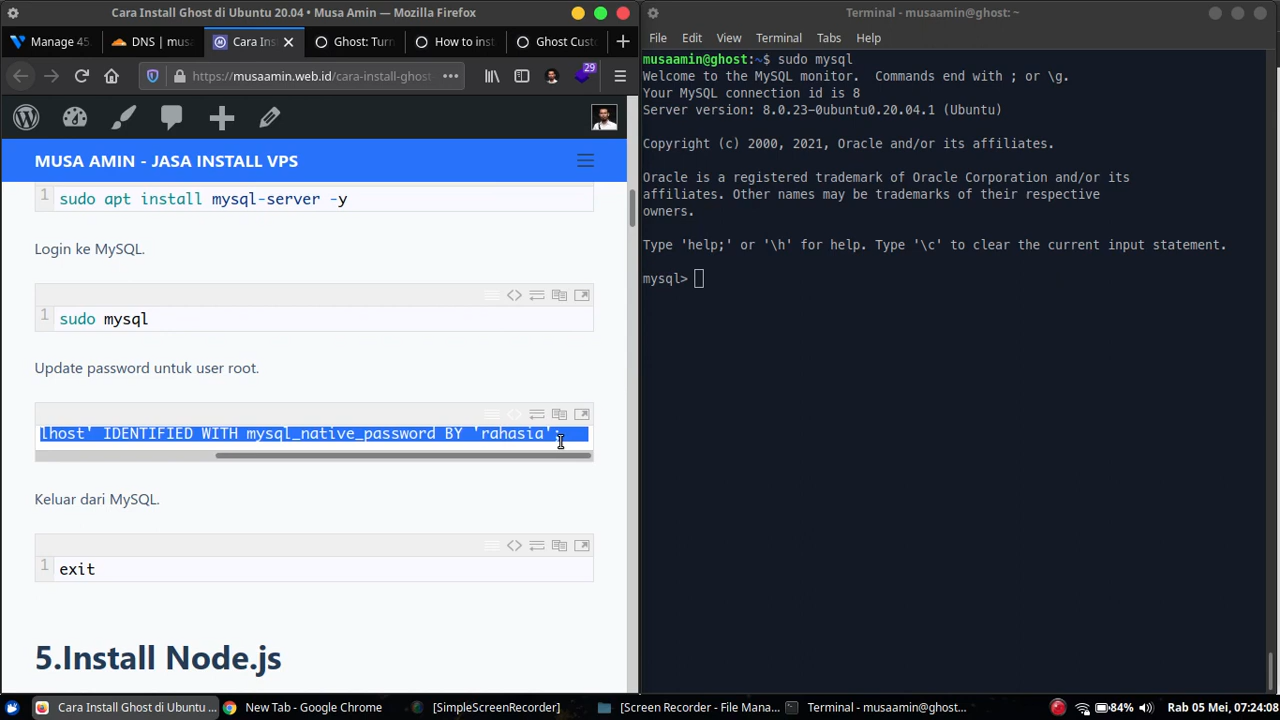 Cara Install Ghost di Ubuntu 20.04 • Musa Amin — Mozilla Firefox
Manage 45
DNS | musa
Cara Ins
Ghost: Turn
How to inst
Ghost Cust
https://musaamin.web.id/cara-install-ghost
29
MUSA AMIN - JASA INSTALL VPS
1 sudo apt install mysql-server -y
Login ke MySQL.
1 sudo mysql
Update password untuk user root.
lhost' IDENTIFIED WITH mysql_native_password BY 'rahasia';
Keluar dari MySQL.
1 exit
5.Install Node.js
Terminal - musaamin@ghost: ~
File Edit View Terminal Tabs Help
musaamin@ghost:~$ sudo mysql
Welcome to the MySQL monitor.  Commands end with ; or \g.
Your MySQL connection id is 8
Server version: 8.0.23-0ubuntu0.20.04.1 (Ubuntu)
Copyright (c) 2000, 2021, Oracle and/or its affiliates.
Oracle is a registered trademark of Oracle Corporation and/or its
affiliates. Other names may be trademarks of their respective
owners.
Type 'help;' or '\h' for help. Type '\c' to clear the current input statement.
mysql>
Cara Install Ghost di Ubuntu ...
New Tab - Google Chrome
[SimpleScreenRecorder]
[Screen Recorder - File Mana...
Terminal - musaamin@ghost...
84%
Rab 05 Mei, 07:24:08